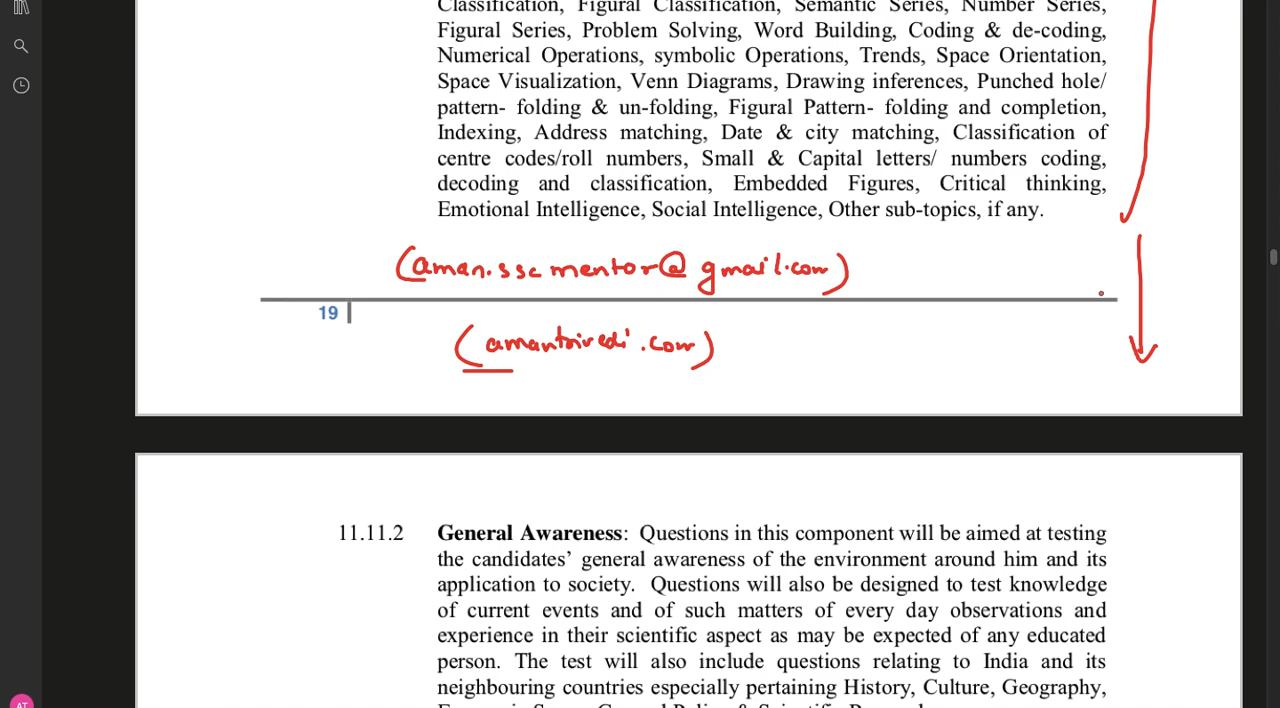 Classification, Figural Classification, Semantic Series, Number Series,
Figural Series, Problem Solving, Word Building, Coding & de-coding,
Numerical Operations, symbolic Operations, Trends, Space Orientation,
Space Visualization, Venn Diagrams, Drawing inferences, Punched hole/
pattern- folding & un-folding, Figural Pattern- folding and completion,
Indexing, Address matching, Date & city matching, Classification of
centre codes/roll numbers, Small & Capital letters/ numbers coding,
decoding and classification, Embedded Figures, Critical thinking,
Emotional Intelligence, Social Intelligence, Other sub-topics, if any.
(aman.ssc mentor@gmail.com)
19
(amantrivedi.com)
11.11.2 General Awareness: Questions in this component will be aimed at testing
the candidates’ general awareness of the environment around him and its
application to society. Questions will also be designed to test knowledge
of current events and of such matters of every day observations and
experience in their scientific aspect as may be expected of any educated
person. The test will also include questions relating to India and its
neighbouring countries especially pertaining History, Culture, Geography,
AT